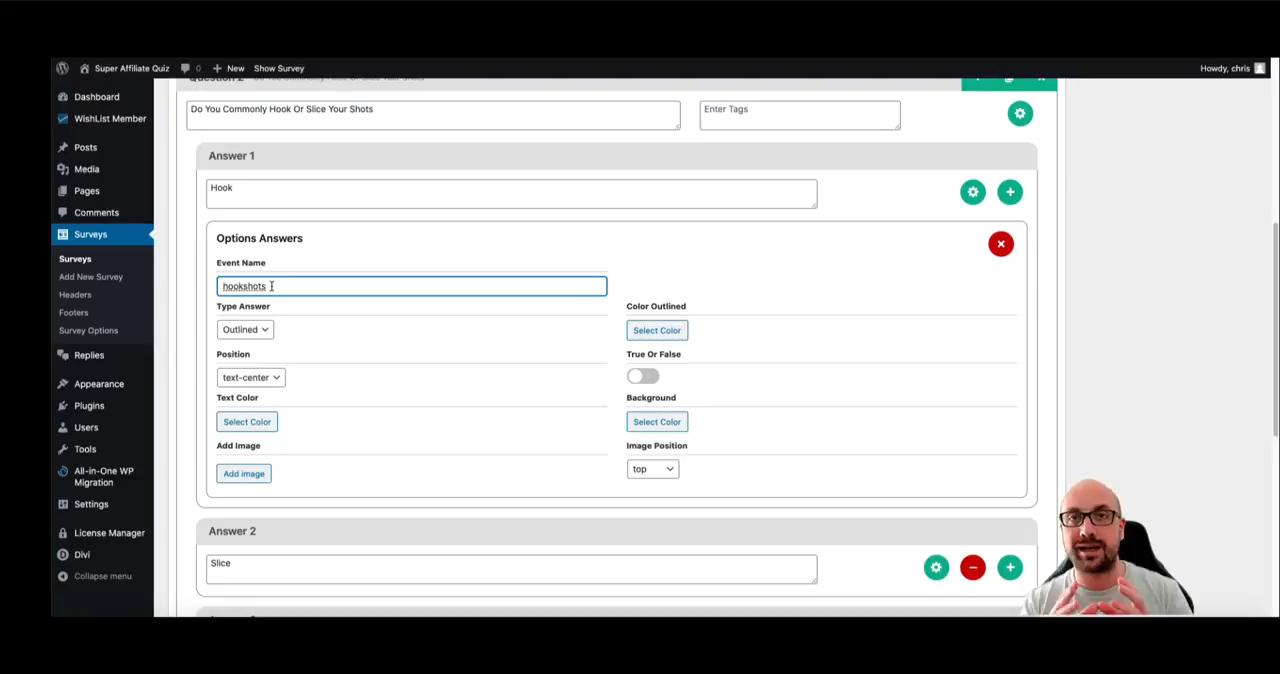 Super Affiliate Quiz 0 New Show Survey Howdy, chris
Dashboard
WishList Member
Posts
Media
Pages
Comments
Surveys
Surveys
Add New Survey
Headers
Footers
Survey Options
Replies
Appearance
Plugins
Users
Tools
All-in-One WP
Migration
Settings
License Manager
Divi
Collapse menu
Do You Commonly Hook Or Slice Your Shots
Enter Tags
Answer 1
Hook
Options Answers
Event Name
hookshots
Type Answer
Outlined
Color Outlined
Select Color
Position
text-center
True Or False
Text Color
Select Color
Background
Select Color
Add Image
Add image
Image Position
top
Answer 2
Slice